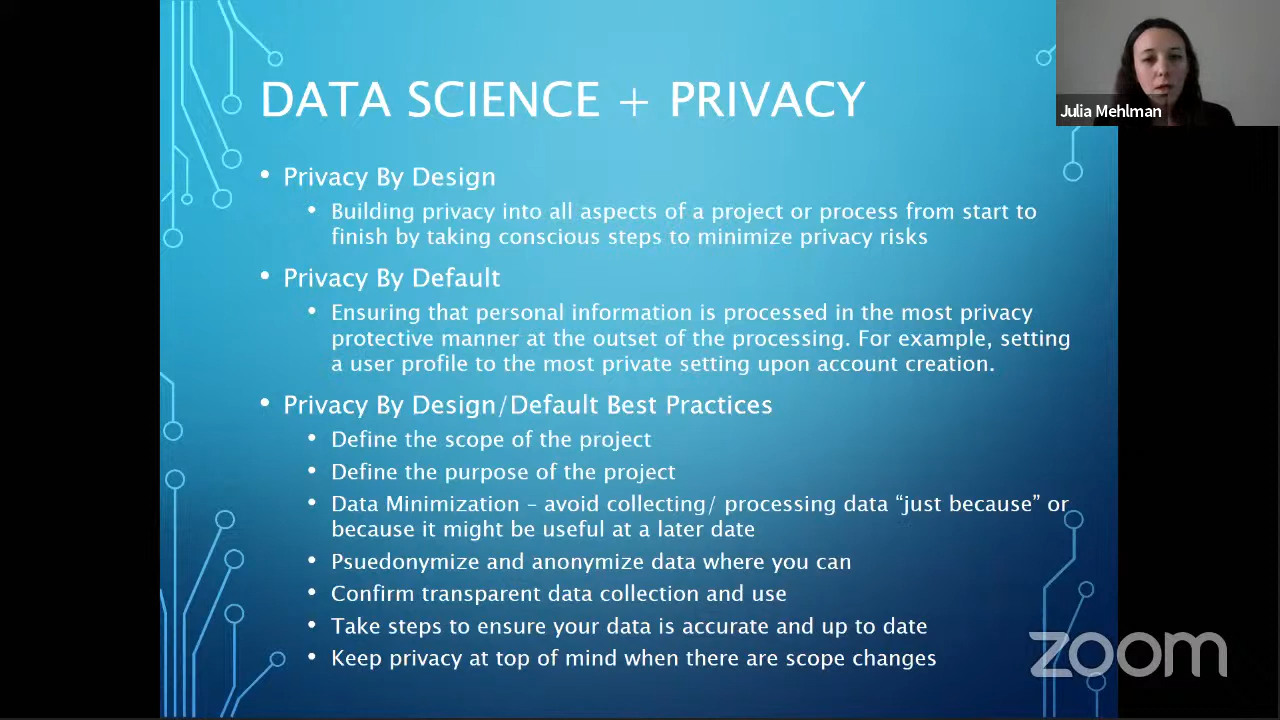 DATA SCIENCE + PRIVACY
Julia Mehlman
• Privacy By Design
• Building privacy into all aspects of a project or process from start to
finish by taking conscious steps to minimize privacy risks
• Privacy By Default
• Ensuring that personal information is processed in the most privacy
protective manner at the outset of the processing. For example, setting
a user profile to the most private setting upon account creation.
• Privacy By Design/Default Best Practices
• Define the scope of the project
• Define the purpose of the project
• Data Minimization – avoid collecting/ processing data “just because” or
because it might be useful at a later date
• Psuedonymize and anonymize data where you can
• Confirm transparent data collection and use
• Take steps to ensure your data is accurate and up to date
• Keep privacy at top of mind when there are scope changes
zoom